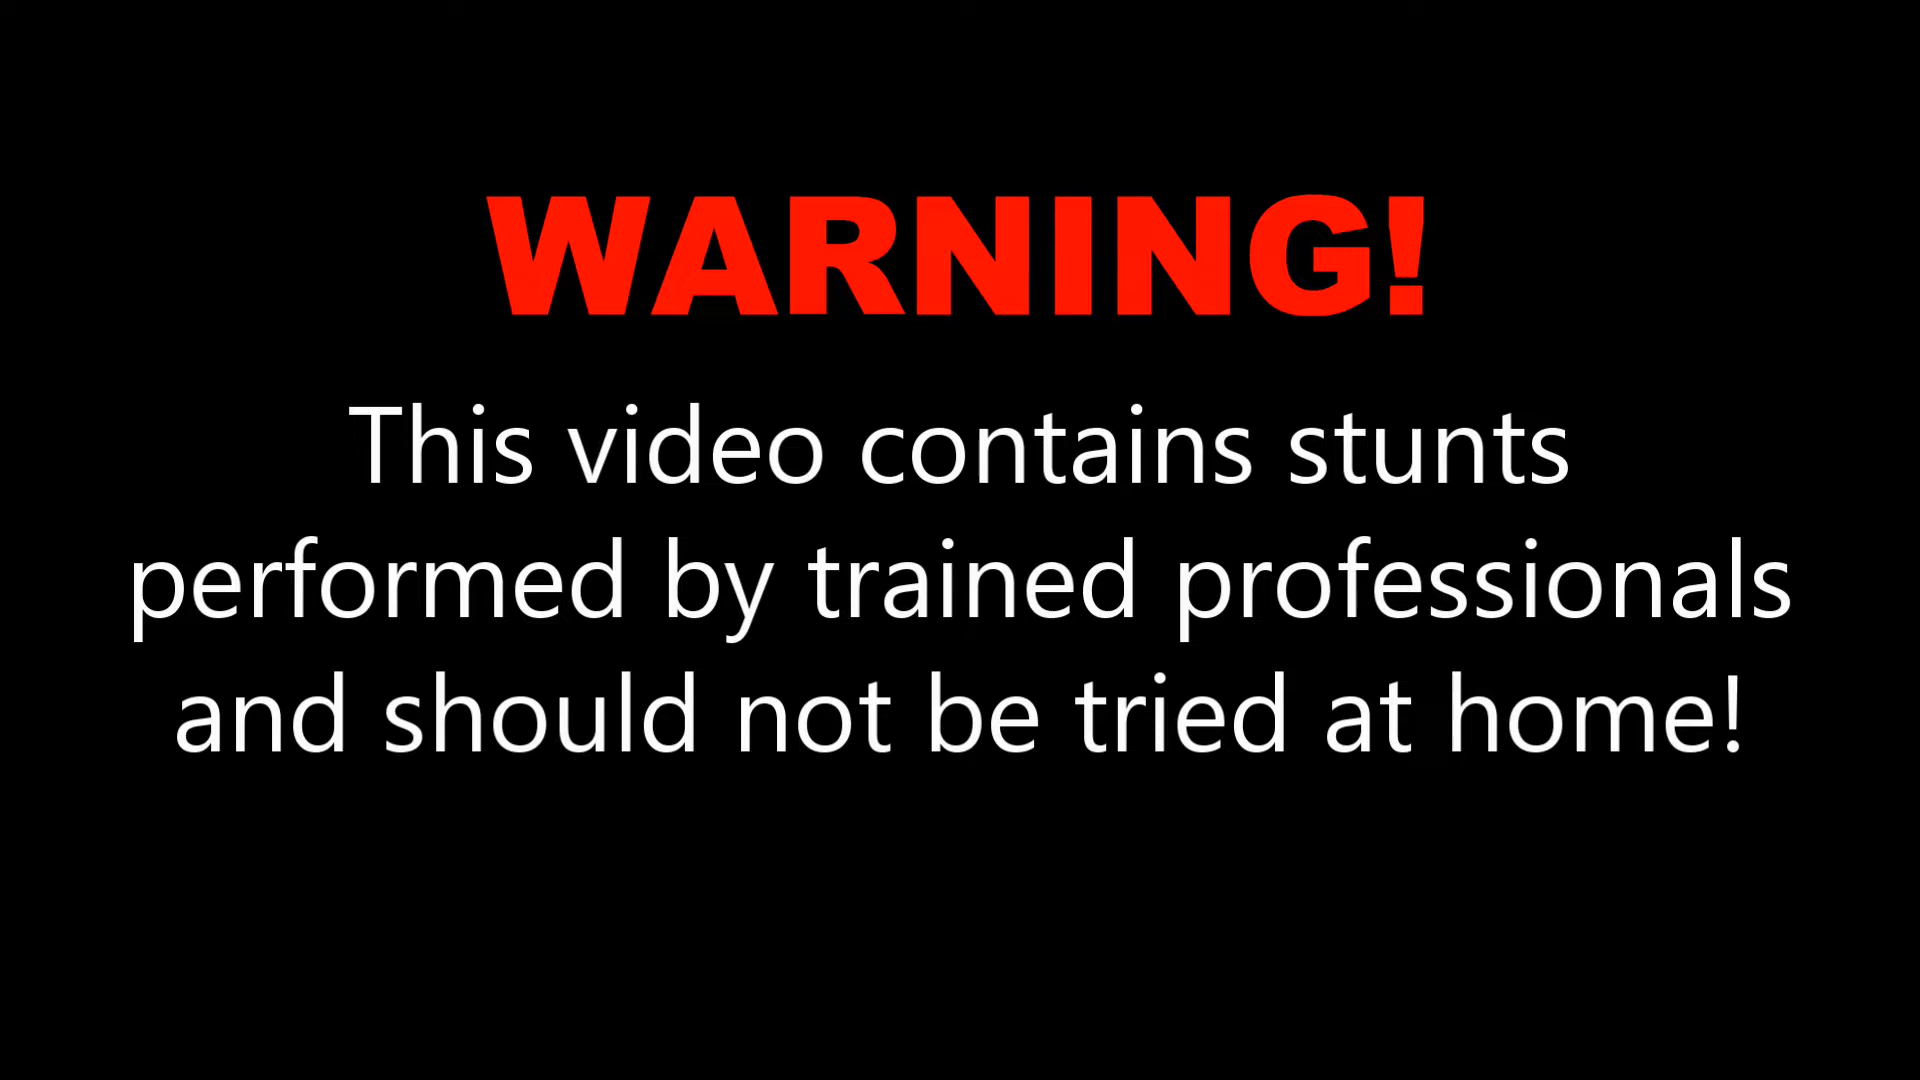 WARNING!
This video contains stunts
performed by trained professionals
and should not be tried at home!